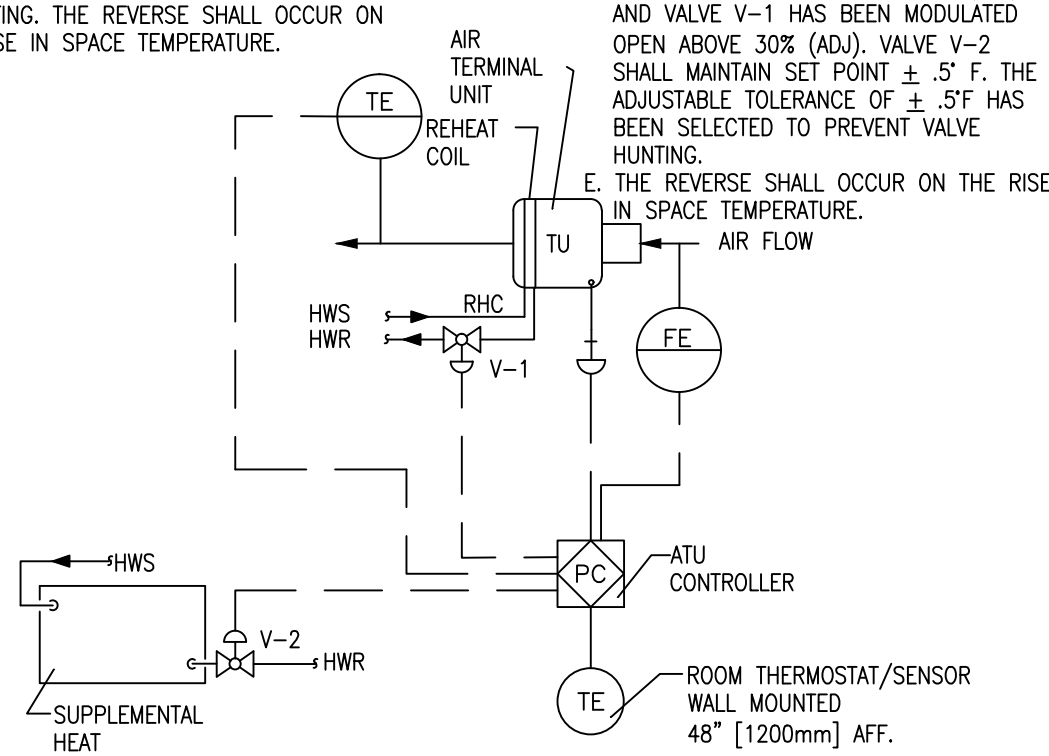 TING. THE REVERSE SHALL OCCUR ON
SE IN SPACE TEMPERATURE.
AND VALVE V-1 HAS BEEN MODULATED
OPEN ABOVE 30% (ADJ). VALVE V-2
SHALL MAINTAIN SET POINT ± .5° F. THE
ADJUSTABLE TOLERANCE OF ± .5°F HAS
BEEN SELECTED TO PREVENT VALVE
HUNTING.
E. THE REVERSE SHALL OCCUR ON THE RISE
IN SPACE TEMPERATURE.
AIR
TERMINAL
UNIT
TE
REHEAT
COIL
TU
AIR FLOW
RHC
HWS
HWR
V-1
FE
HWS
PC
ATU
CONTROLLER
V-2
HWR
TE
ROOM THERMOSTAT/SENSOR
WALL MOUNTED
48" [1200mm] AFF.
SUPPLEMENTAL
HEAT